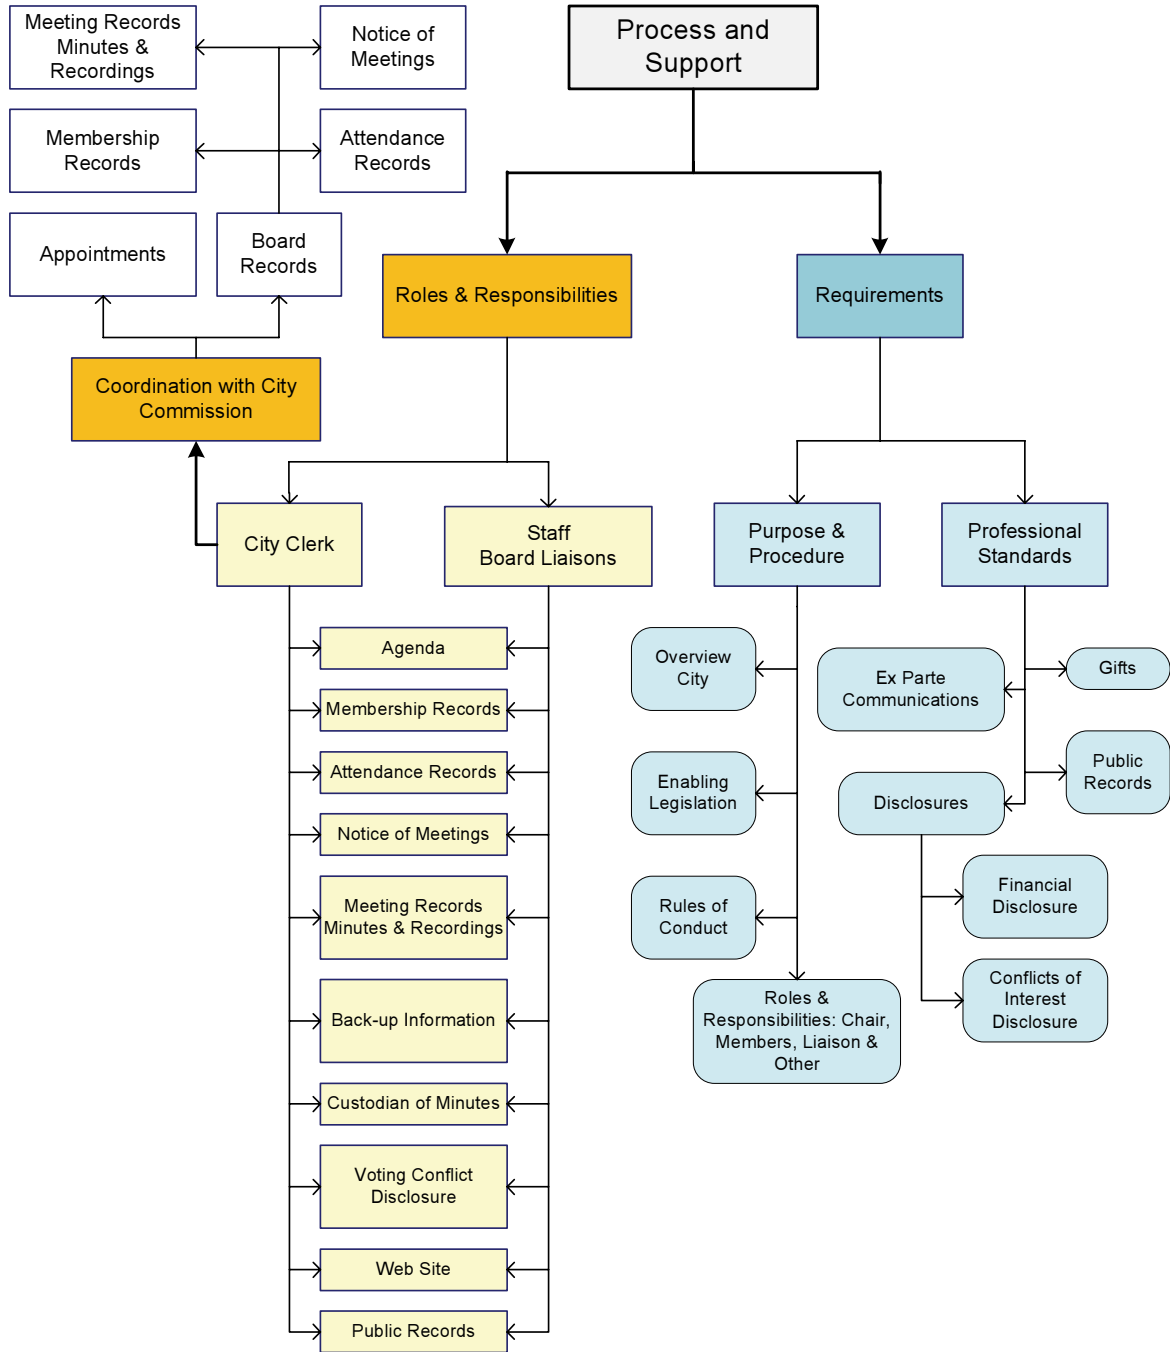 Meeting Records
Minutes &
Recordings
Notice of
Meetings
Process and
Support
Membership
Records
Attendance
Records
Appointments
Board
Records
Roles & Responsibilities
Requirements
Coordination with City
Commission
City Clerk
Staff
Board Liaisons
Purpose &
Procedure
Professional
Standards
Agenda
Membership Records
Attendance Records
Notice of Meetings
Meeting Records
Minutes & Recordings
Back-up Information
Custodian of Minutes
Voting Conflict
Disclosure
Web Site
Public Records
Overview
City
Enabling
Legislation
Rules of
Conduct
Roles &
Responsibilities: Chair,
Members, Liaison &
Other
Ex Parte
Communications
Gifts
Public
Records
Disclosures
Financial
Disclosure
Conflicts of
Interest
Disclosure